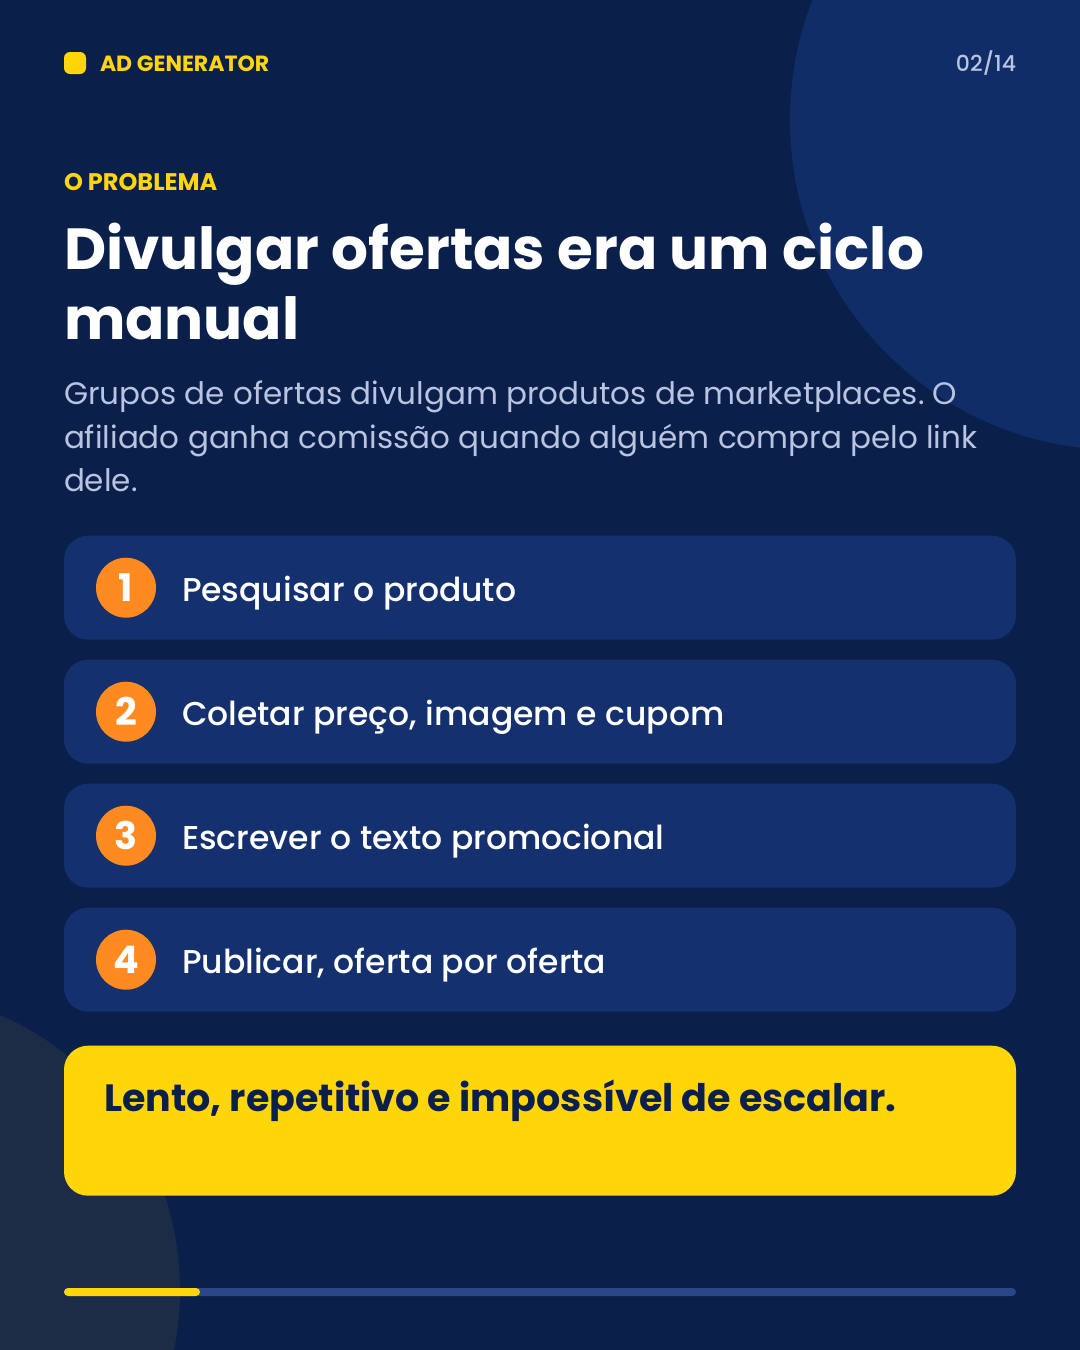 AD GENERATOR
02/14
O PROBLEMA
Divulgar ofertas era um ciclo
manual
Grupos de ofertas divulgam produtos de marketplaces. O
afiliado ganha comissão quando alguém compra pelo link
dele.
1 Pesquisar o produto
2 Coletar preço, imagem e cupom
3 Escrever o texto promocional
4 Publicar, oferta por oferta
Lento, repetitivo e impossível de escalar.